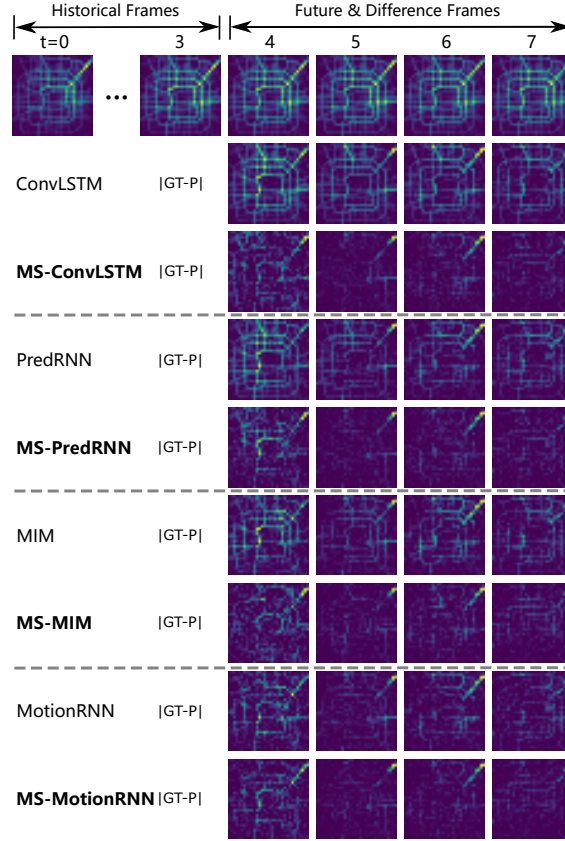 Historical Frames Future & Difference Frames
t=0 3 4 5 6 7
...
ConvLSTM |GT-P|
MS-ConvLSTM |GT-P|
PredRNN |GT-P|
MS-PredRNN |GT-P|
MIM |GT-P|
MS-MIM |GT-P|
MotionRNN |GT-P|
MS-MotionRNN |GT-P|